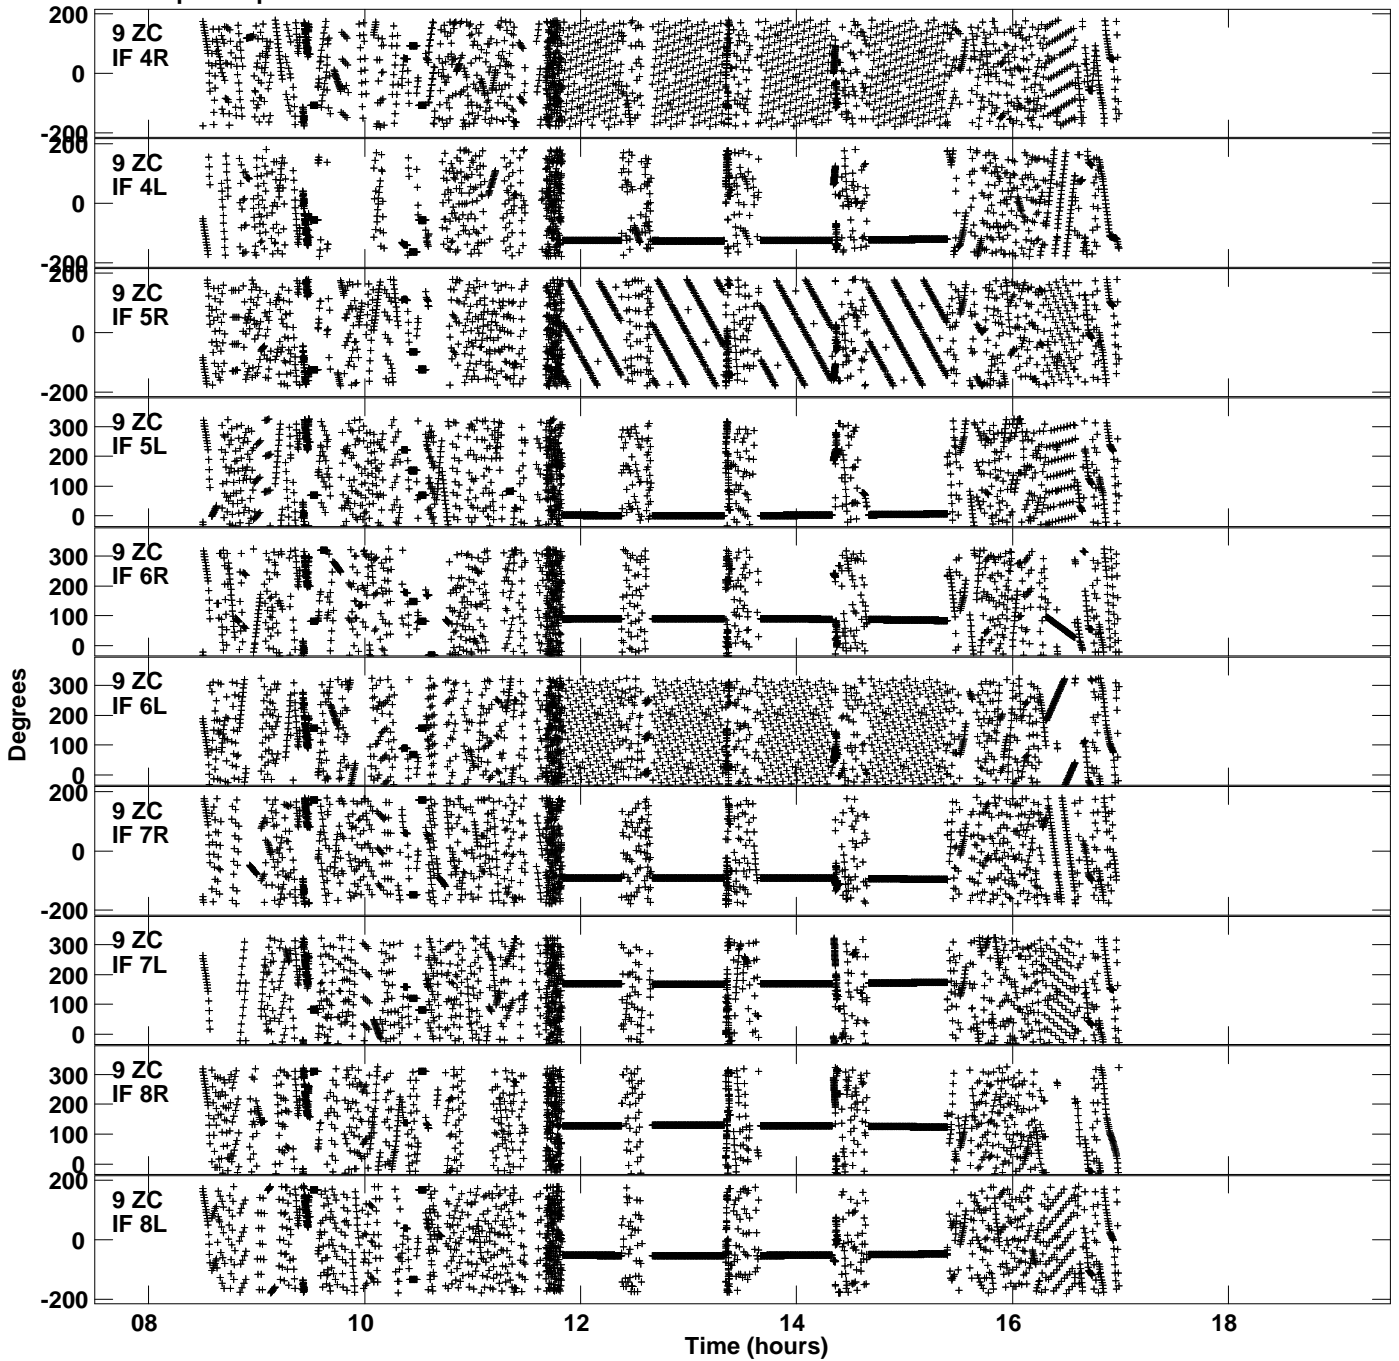 200
9 ZC
IF 4R
0
-200
200
9 ZC
IF 4L
0
-200
200
9 ZC
IF 5R
0
-200
9 ZC
IF 5L
300
200
100
0
9 ZC
IF 6R
300
200
100
0
9 ZC
IF 6L
300
200
100
0
Degrees
200
9 ZC
IF 7R
0
-200
9 ZC
IF 7L
300
200
100
0
9 ZC
IF 8R
300
200
100
0
200
9 ZC
IF 8L
0
-200
08 10 12 14 16 18
Time (hours)